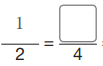 1/2 = □/4